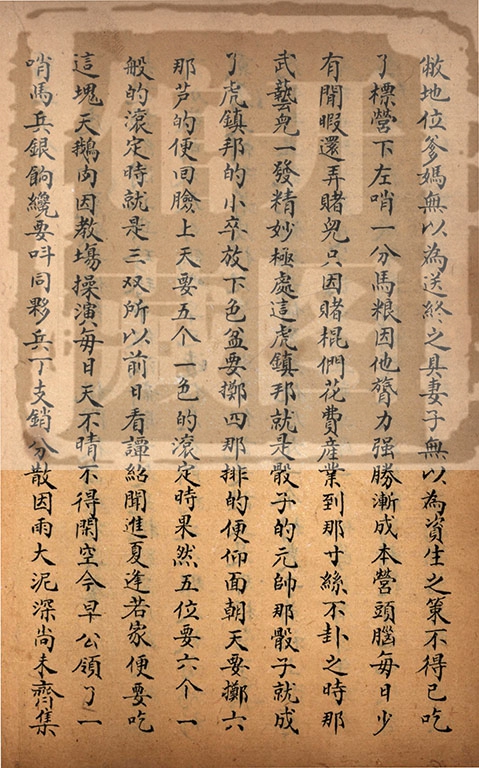 敝地位爹媽無以為送終之具妻子無以為資生之策不得已吃
了標營下左哨一分馬粮因他膂力强勝漸成本營頭腦每日少
有閒暇還弄賭兒只因賭棍們花費産業到那寸絲不卦之時那
武藝兒一發精妙極處這虎鎮邦就是骰子的元帥那骰子就成
了虎鎮邦的小卒放下色盆要擲四那排的便仰面朝天要擲六
那芦的便回臉上天要五个一色的滚定時果然五位要六个一
般的滚定時就是三双所以前日看譚紹聞進夏逢若家便要吃
這塊天鵝肉因教塲操演每日天不晴不得閑空今早公領了一
哨馬兵銀餉纔要呌同夥兵丁支銷分散因雨大泥深尚未齊集